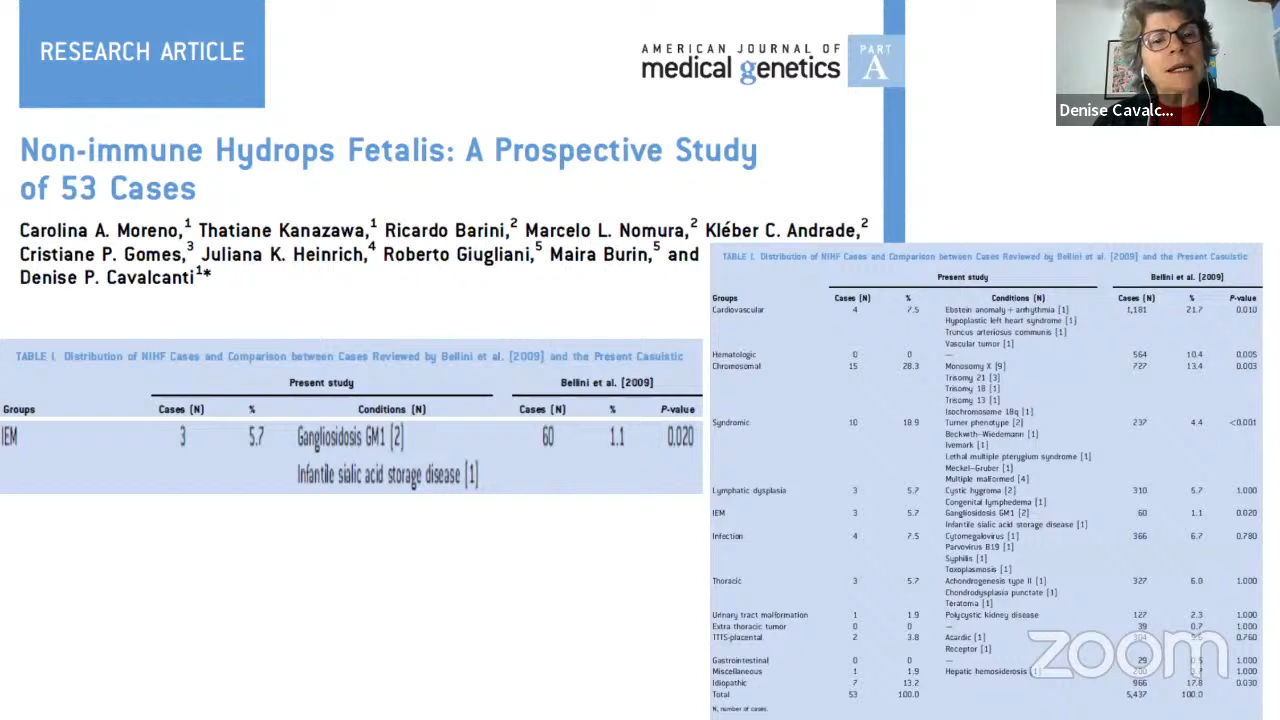 RESEARCH ARTICLE
AMERICAN JOURNAL OF
medical genetics
PART
A
Denise Cavalc...
Non-immune Hydrops Fetalis: A Prospective Study
of 53 Cases
Carolina A. Moreno,1 Thatiane Kanazawa,1 Ricardo Barini,2 Marcelo L. Nomura,2 Kléber C. Andrade,2
Cristiane P. Gomes,3 Juliana K. Heinrich,4 Roberto Giugliani,5 Maira Burin,5 and
Denise P. Cavalcanti1*
TABLE I. Distribution of NIHF Cases and Comparison between Cases Reviewed by Bellini et al. [2009] and the Present Casuistic
Present study Bellini et al. [2009]
Groups Cases (N) % Conditions (N) Cases (N) % P-value
IEM 3 5.7 Gangliosidosis GM1 [2] 60 1.1 0.020
Infantile sialic acid storage disease [1]
TABLE I. Distribution of NIHF Cases and Comparison between Cases Reviewed by Bellini et al. [2009] and the Present Casuistic
Present study Bellini et al. [2009]
Groups Cases (N) % Conditions (N) Cases (N) % P-value
Cardiovascular 4 7.5 Ebstein anomaly + arrhythmia [1] 1,181 21.7 0.010
Hypoplastic left heart syndrome [1]
Truncus arteriosus communis [1]
Vascular tumor [1]
Hematologic 0 0 — 564 10.4 0.005
Chromosomal 15 28.3 Monosomy X [9] 727 13.4 0.003
Trisomy 21 [3]
Trisomy 18 [1]
Trisomy 13 [1]
Isochromosome 18q [1]
Syndromic 10 18.9 Turner phenotype [2] 237 4.4 <0.001
Beckwith–Wiedemann [1]
Ivemark [1]
Lethal multiple pterygium syndrome [1]
Meckel–Gruber [1]
Multiple malformed [4]
Lymphatic dysplasia 3 5.7 Cystic hygroma [2] 310 5.7 1.000
Congenital lymphedema [1]
IEM 3 5.7 Gangliosidosis GM1 [2] 60 1.1 0.020
Infantile sialic acid storage disease [1]
Infection 4 7.5 Cytomegalovirus [1] 366 6.7 0.780
Parvovirus B19 [1]
Syphilis [1]
Toxoplasmosis [1]
Thoracic 3 5.7 Achondrogenesis type II [1] 327 6.0 1.000
Chondrodysplasia punctate [1]
Teratoma [1]
Urinary tract malformation 1 1.9 Polycystic kidney disease 127 2.3 1.000
Extra thoracic tumor 0 0 — 39 0.7 1.000
TTTS-placental 2 3.8 Acardic [1] 304 5.6 0.760
Receptor [1]
Gastrointestinal 0 0 — 29 0.5 1.000
Miscellaneous 1 1.9 Hepatic hemosiderosis [1] 200 3.7 1.000
Idiopathic 7 13.2 966 17.8 0.030
Total 53 100.0 5,437 100.0
N, number of cases.
zoom